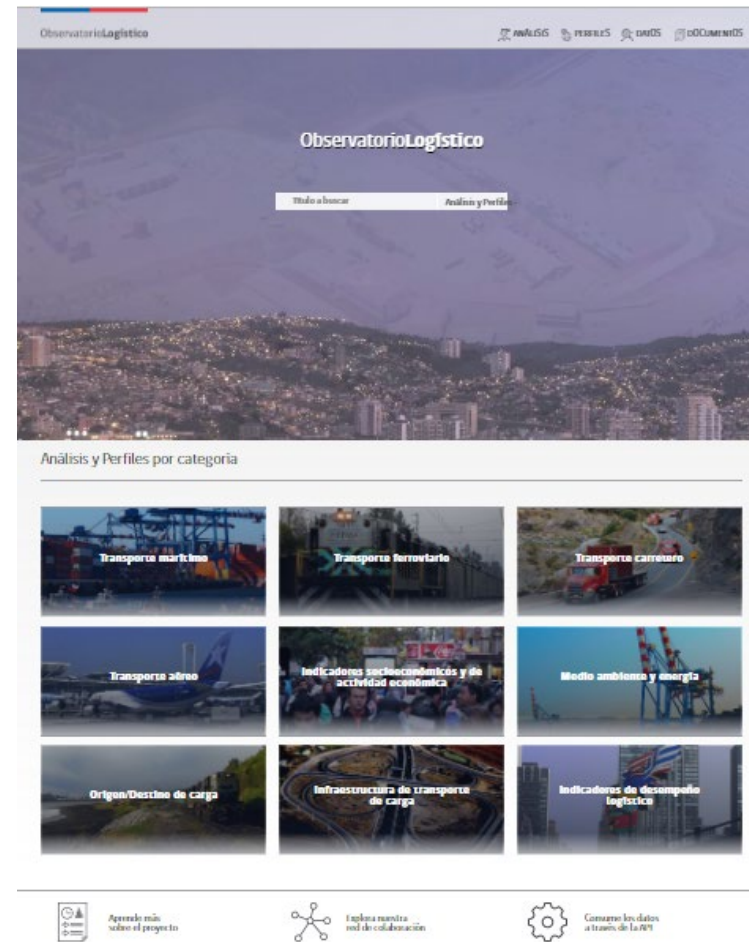 ObservatorioLogístico
ANÁLISIS PERFILES DATOS DOCUMENTOS
ObservatorioLogístico
Título a buscar Análisis y Perfiles
Análisis y Perfiles por categoria
Transporte marítimo
Transporte ferroviario
Transporte carretero
Transporte aéreo
Indicadores socioeconómicos y de
actividad económica
Medio ambiente y energía
Origen/Destino de carga
Infraestructura de transporte
de carga
Indicadores de desempeño
logístico
Aprende más
sobre el proyecto
Explora nuestra
red de colaboración
Consume los datos
a través de la API